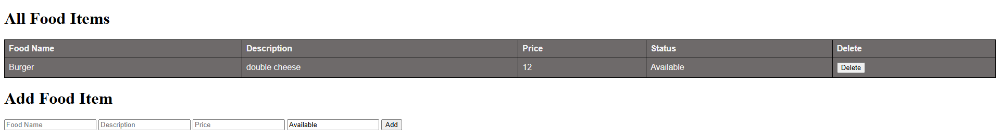 All Food Items
Food Name Description Price Status Delete
Burger double cheese 12 Available Delete
Add Food Item
Food Name Description Price Available Add